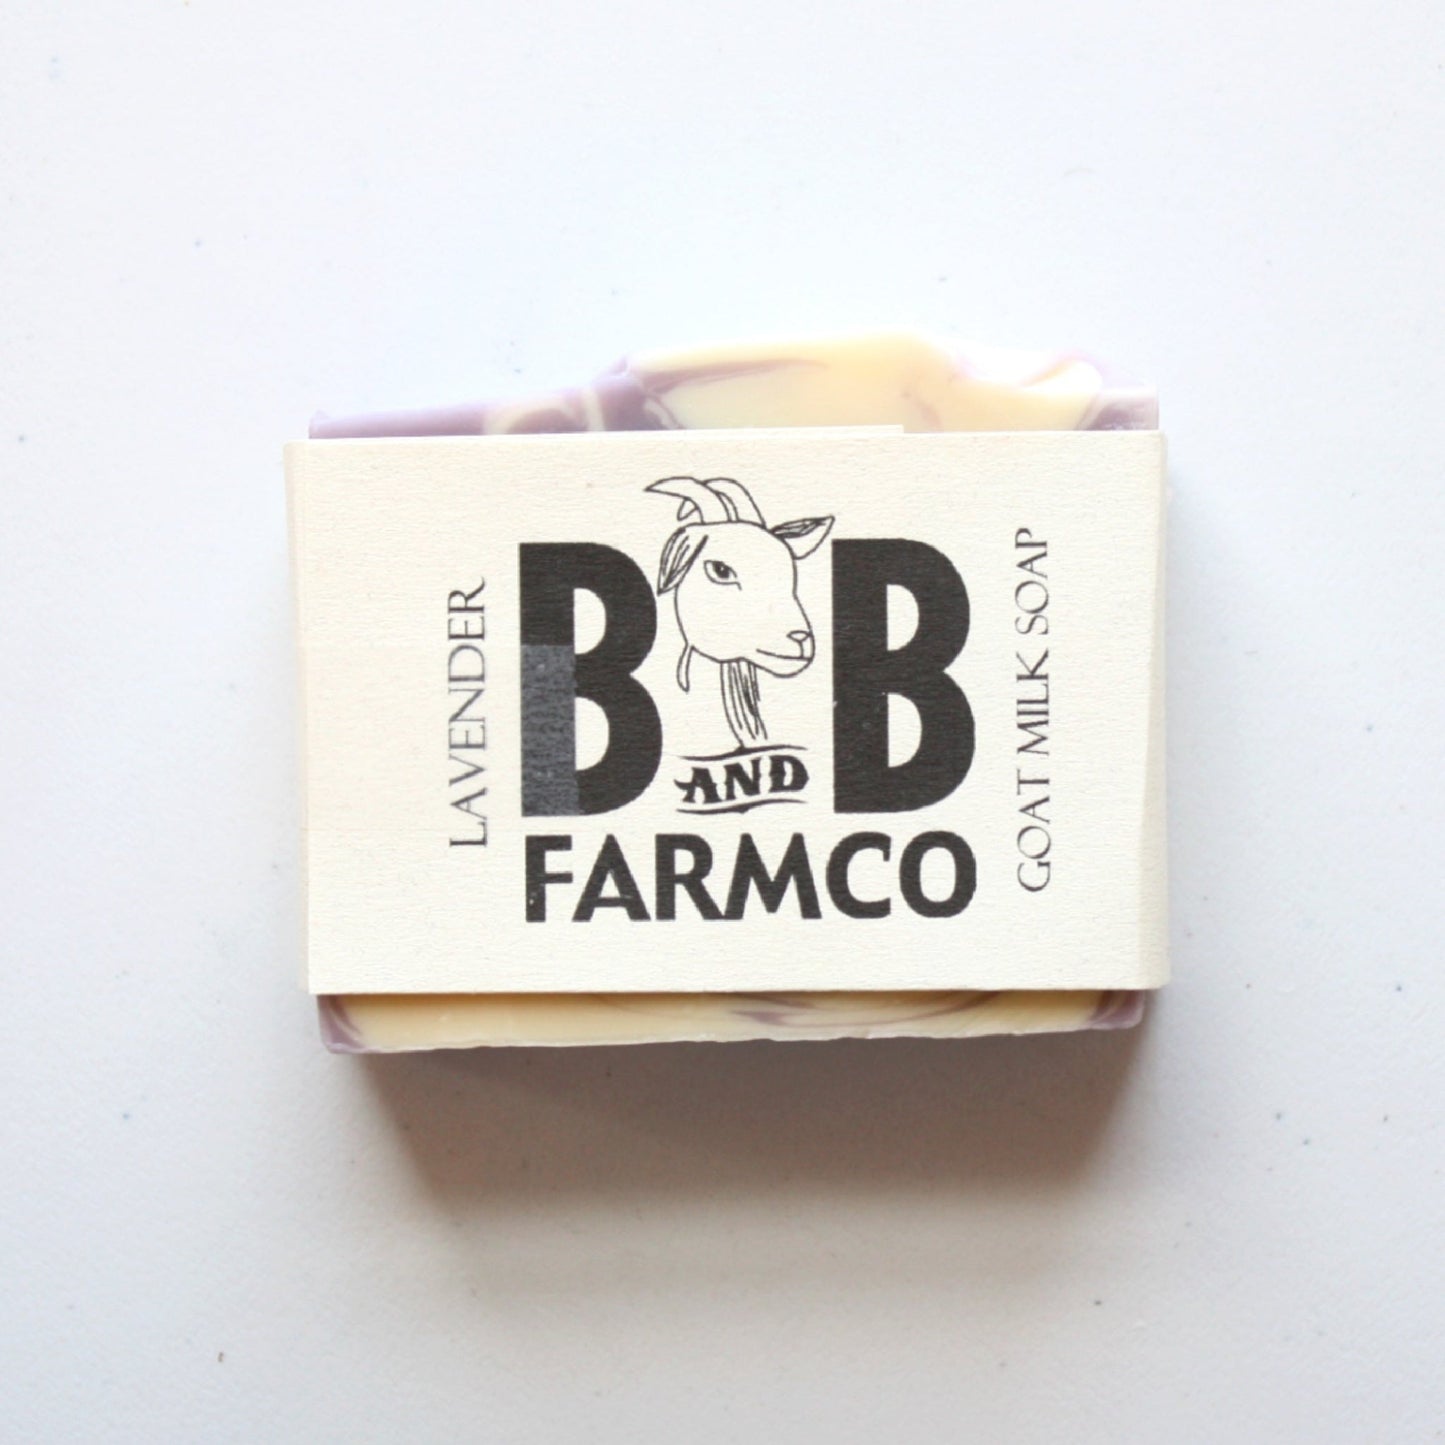 LAVENDER
B AND B
FARMCO
GOAT MILK SOAP